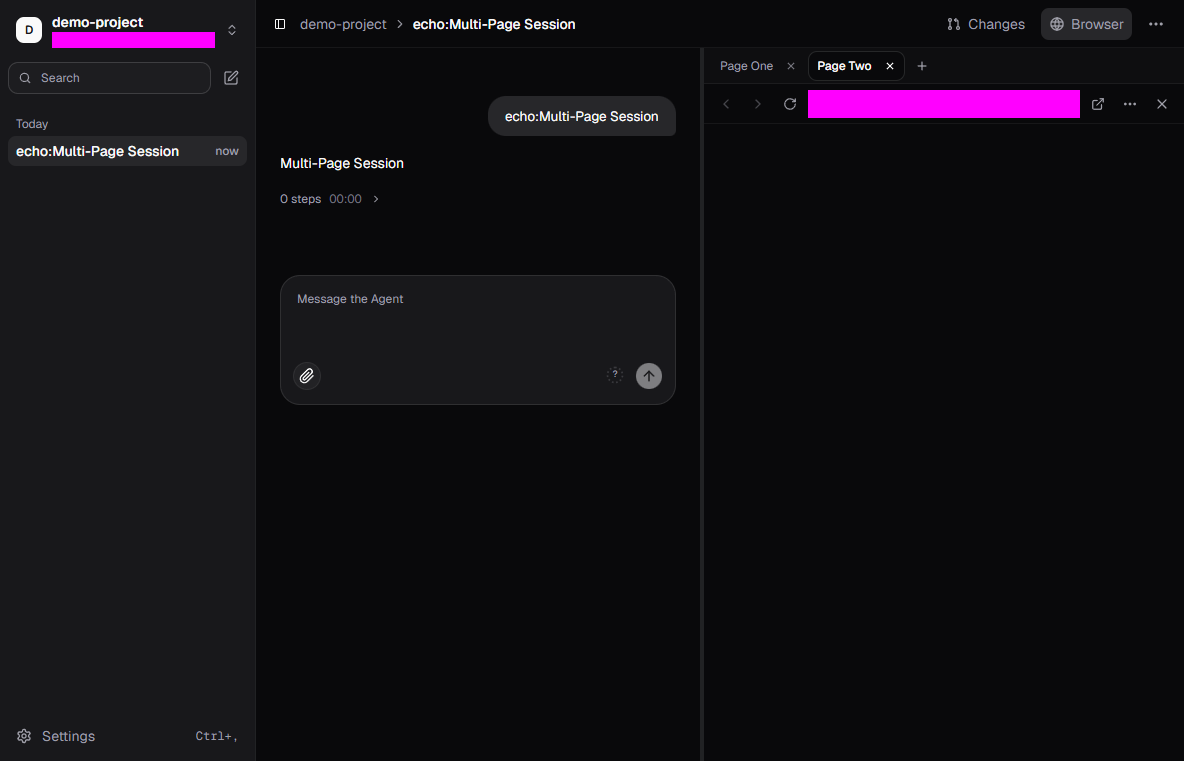 D
demo-project
Search
Today
echo:Multi-Page Session now
Settings Ctrl+,
demo-project > echo:Multi-Page Session
Changes Browser
echo:Multi-Page Session
Multi-Page Session
0 steps 00:00
Message the Agent
?
Page One Page Two